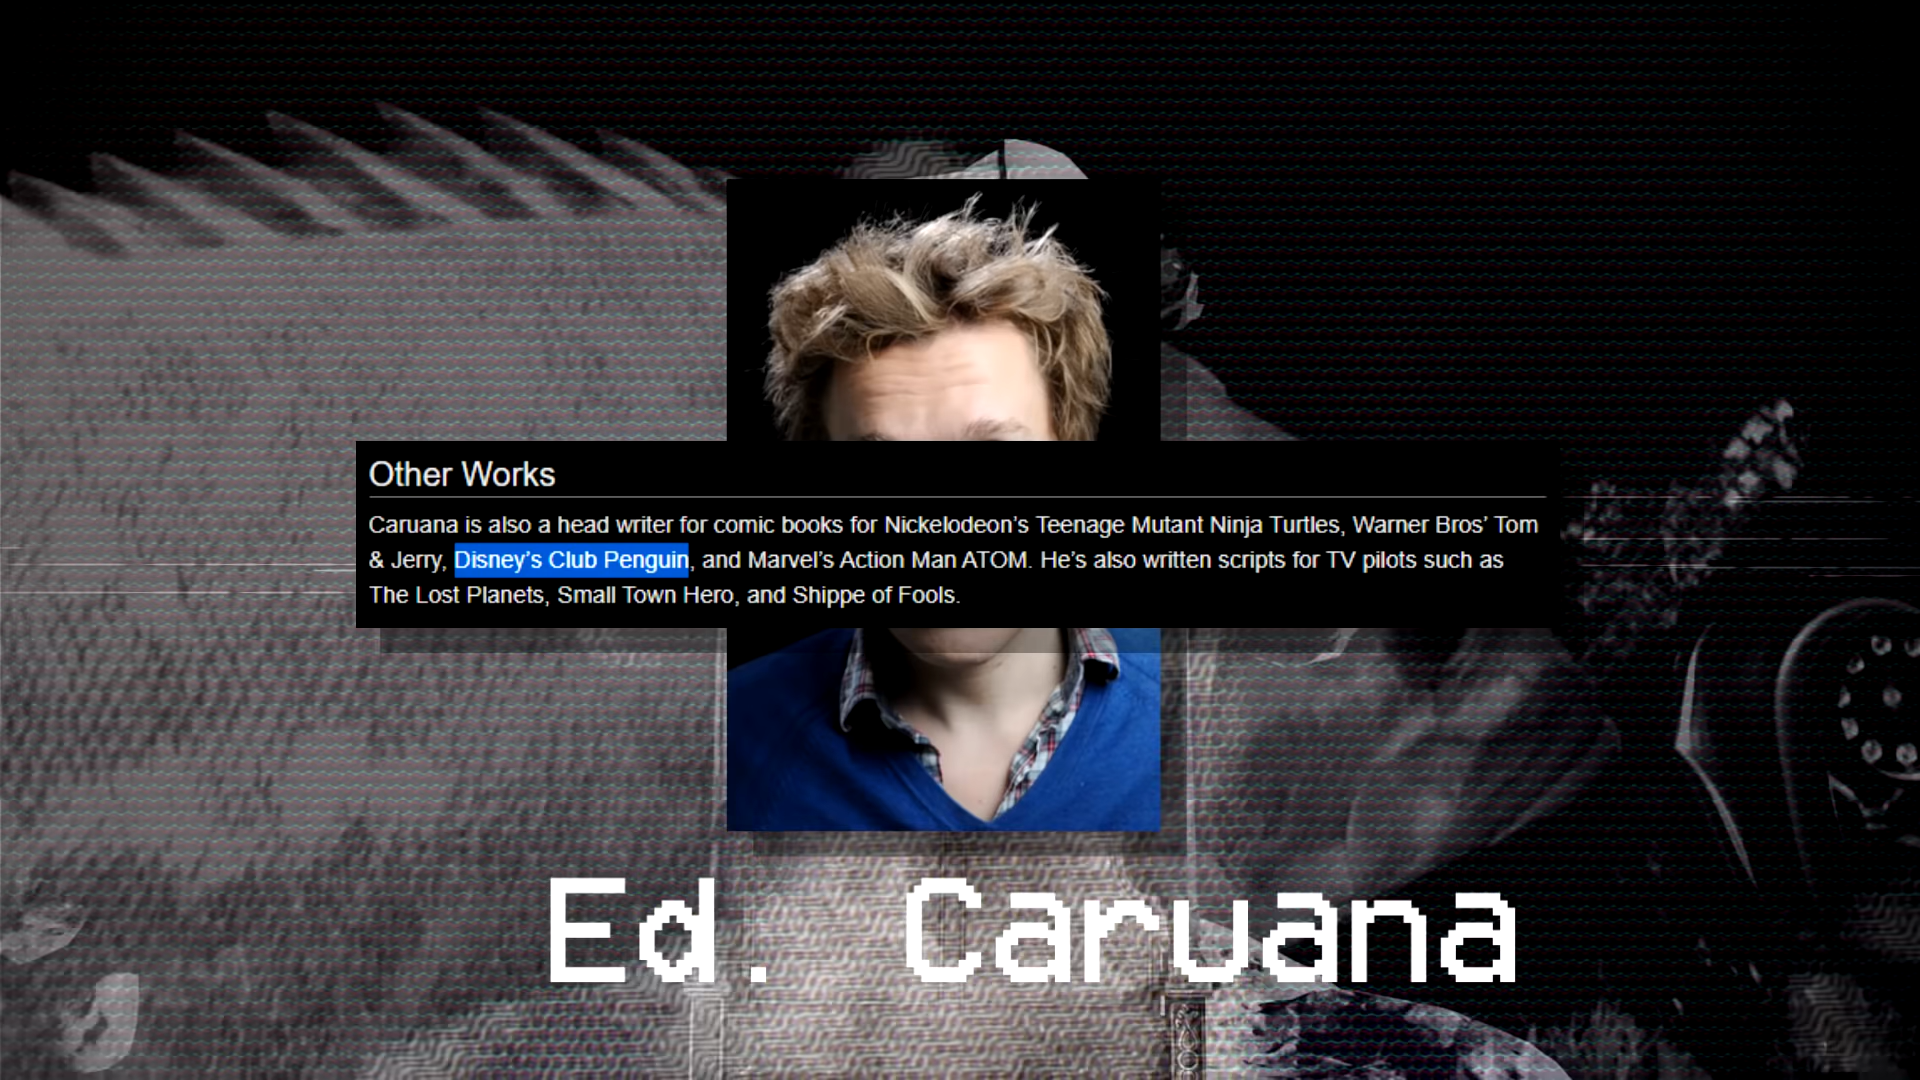 Other Works
Caruana is also a head writer for comic books for Nickelodeon’s Teenage Mutant Ninja Turtles, Warner Bros’ Tom
& Jerry, Disney’s Club Penguin, and Marvel’s Action Man ATOM. He’s also written scripts for TV pilots such as
The Lost Planets, Small Town Hero, and Shippe of Fools.
Ed. Caruana